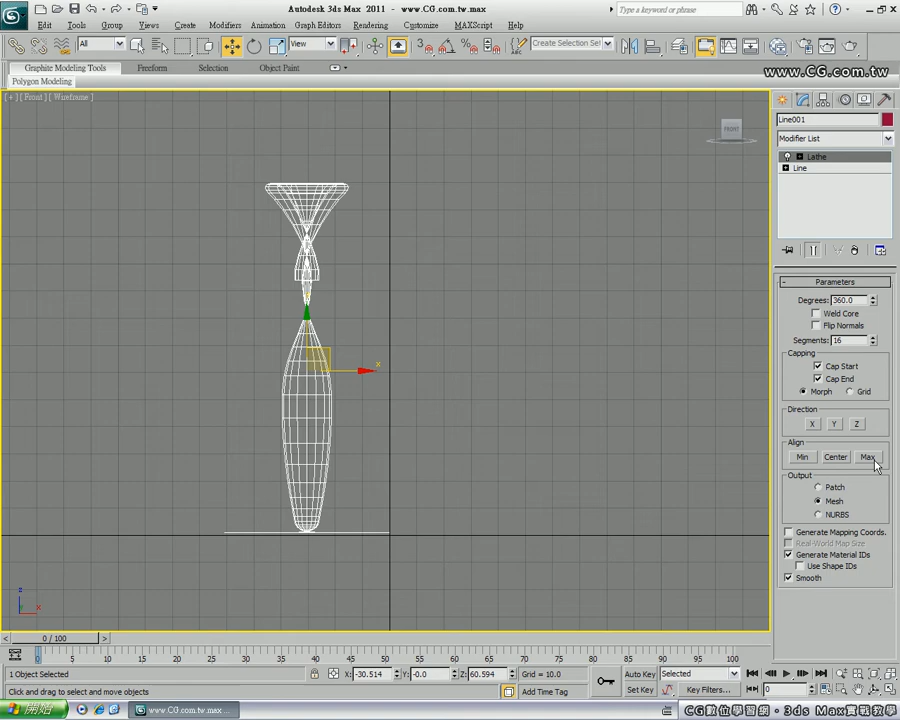 Autodesk 3ds Max 2011 - www.CG.com.tw.max
Type a keyword or phrase
Edit Tools Group Views Create Modifiers Animation Graph Editors Rendering Customize MAXScript Help
All View 3 Create Selection Se
Graphite Modeling Tools Freeform Selection Object Paint
Polygon Modeling
www.CG.com.tw
[ + ] [ Front ] [ Wireframe ]
FRONT
Line001
Modifier List
Lathe
Line
Parameters
Degrees: 360.0
Weld Core
Flip Normals
Segments: 16
Capping
Cap Start
Cap End
Morph Grid
Direction
X Y Z
Align
Min Center Max
Output
Patch
Mesh
NURBS
Generate Mapping Coords.
Real-World Map Size
Generate Material IDs
Use Shape IDs
Smooth
x
z
x
0 / 100
0 5 10 15 20 25 30 35 40 45 50 55 60 65 70 75 80 85 90 95 100
1 Object Selected X: -30.514 Y: -0.0 Z: 60.594 Grid = 10.0 Auto Key Selected
Click and drag to select and move objects Add Time Tag Set Key Key Filters... 0
開始 www.CG.com.tw.max ... CG數位學習網‧3ds Max實戰教學